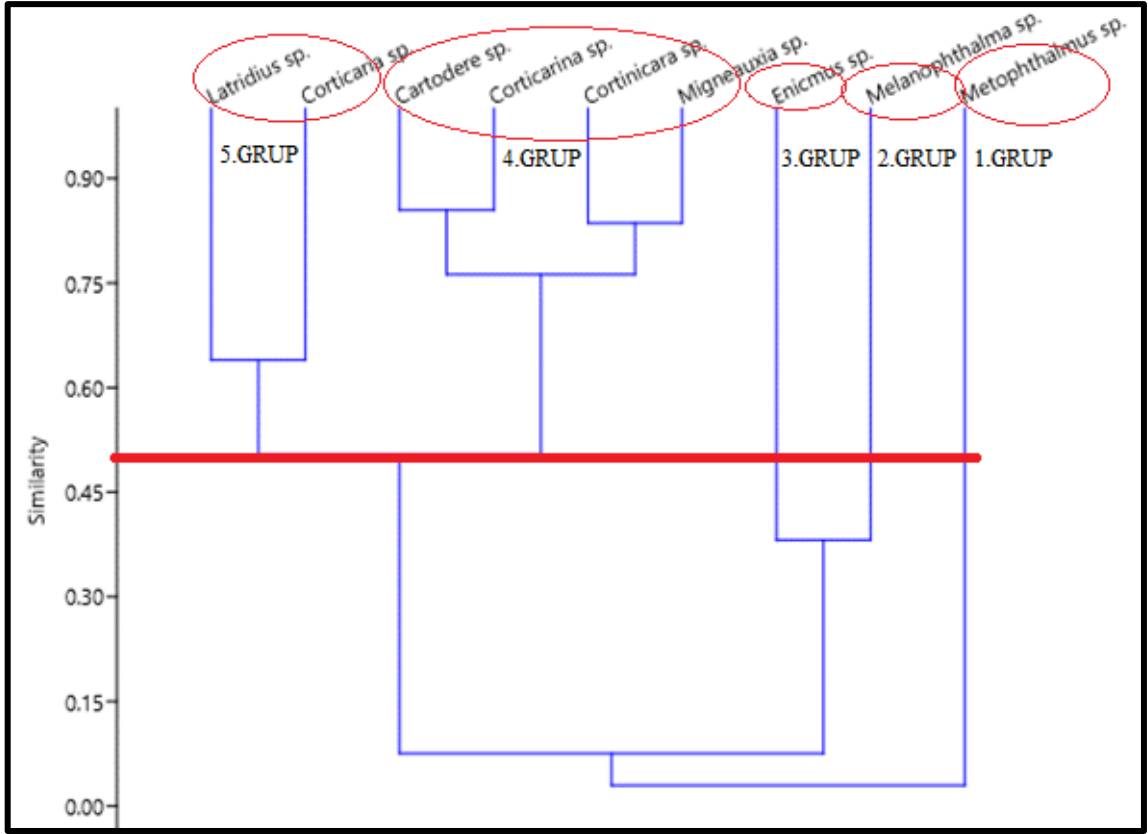 Latridius sp.
Corticaria sp.
Cartodere sp.
Corticarina sp.
Cortinicara sp.
Migneauxia sp.
Enicmus sp.
Melanophthalma sp.
Metophthalmus sp.
5.GRUP
4.GRUP
3.GRUP
2.GRUP
1.GRUP
0.90
0.75
0.60
0.45
0.30
0.15
0.00
Similarity